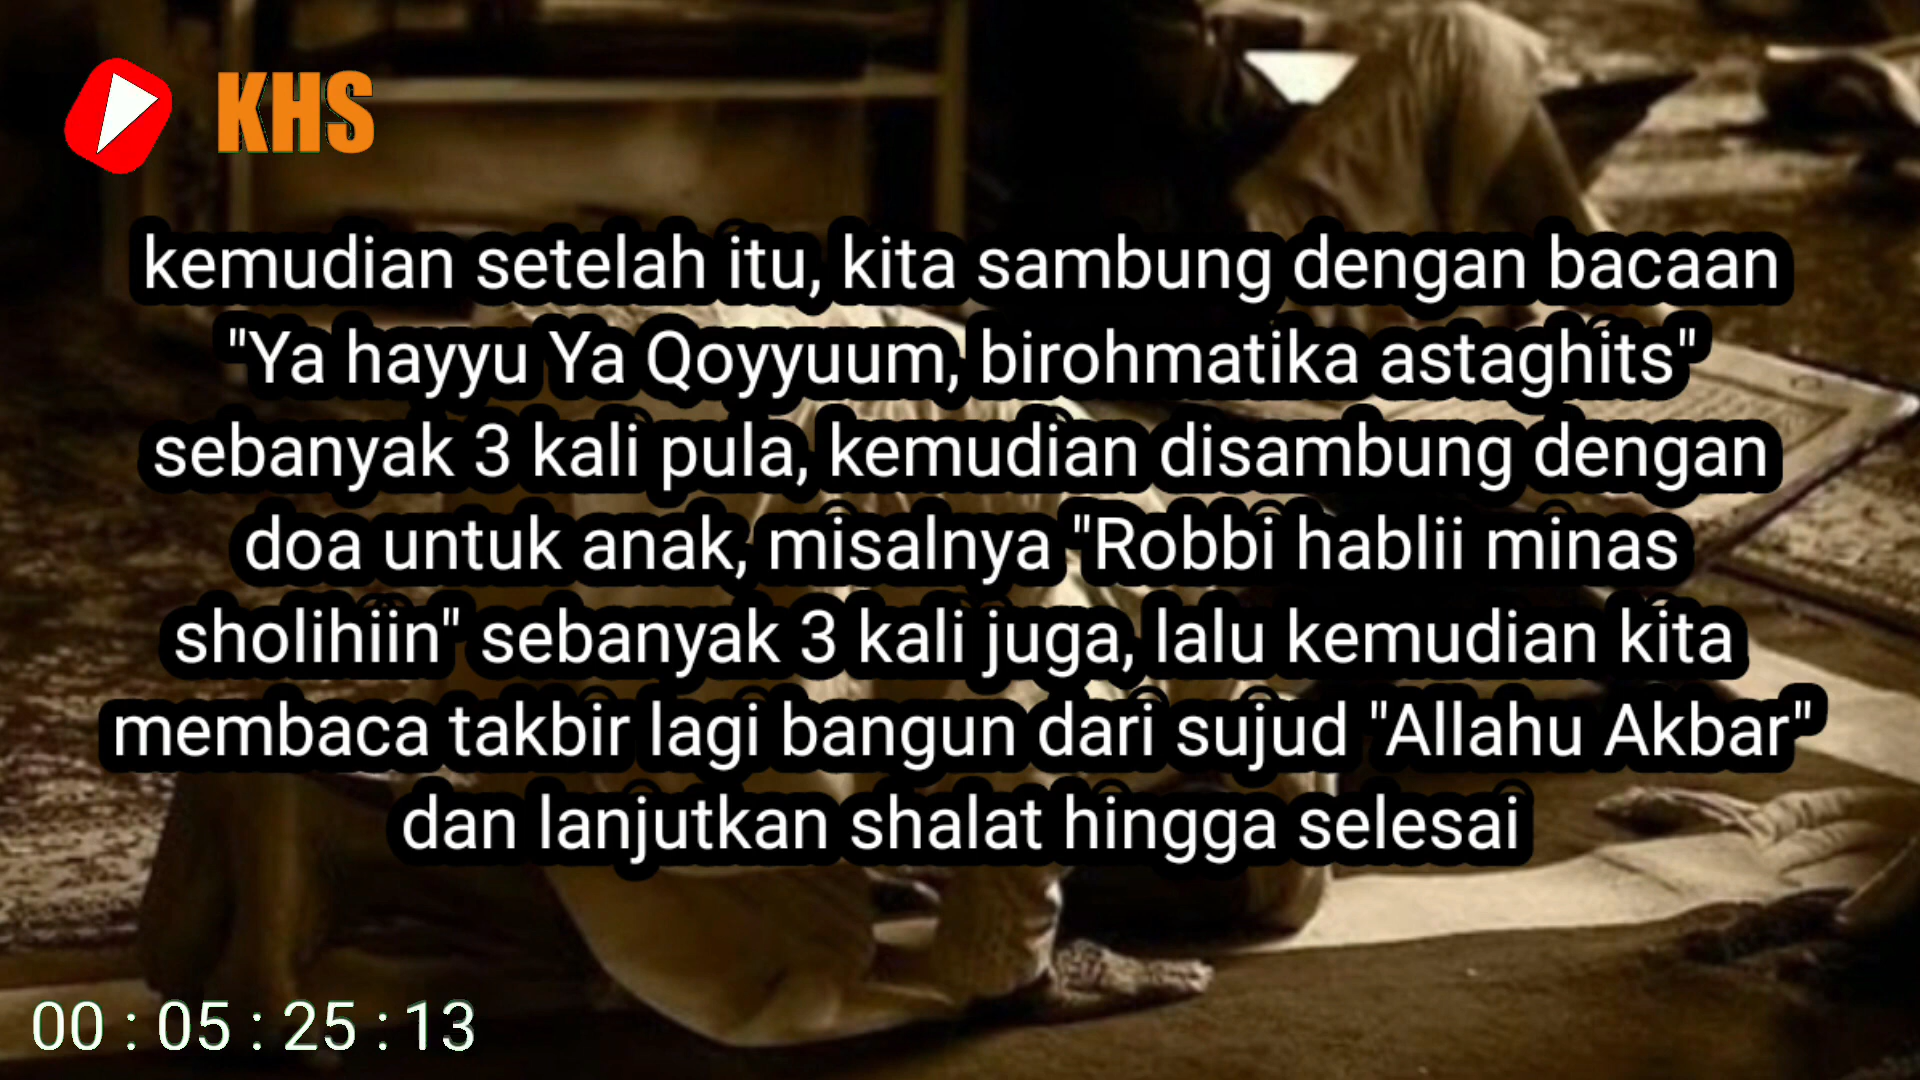 KHS
kemudian setelah itu, kita sambung dengan bacaan
"Ya hayyu Ya Qoyyuum, birohmatika astaghits"
sebanyak 3 kali pula, kemudian disambung dengan
doa untuk anak, misalnya "Robbi hablii minas
sholihiin" sebanyak 3 kali juga, lalu kemudian kita
membaca takbir lagi bangun dari sujud "Allahu Akbar"
dan lanjutkan shalat hingga selesai
00 : 05 : 25 : 13